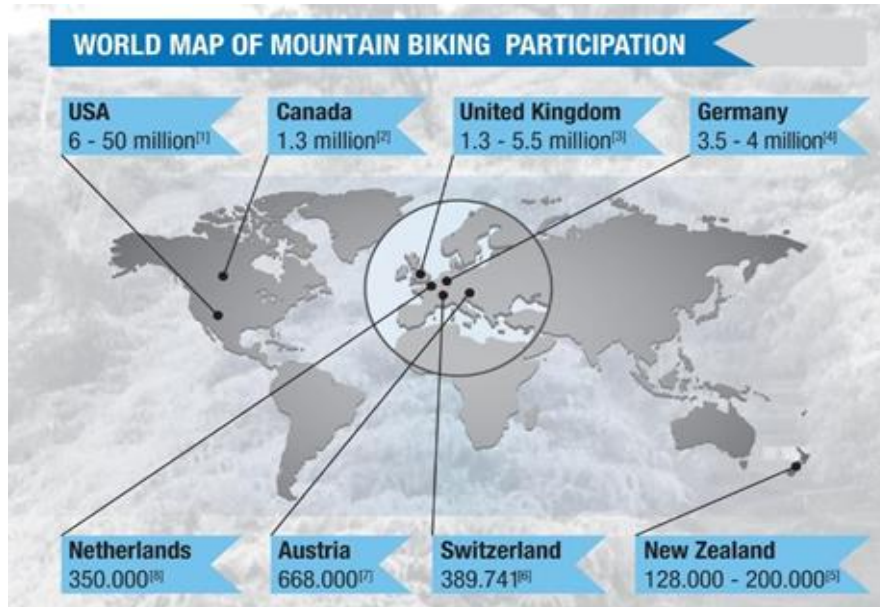 WORLD MAP OF MOUNTAIN BIKING PARTICIPATION
USA
6 - 50 million[1]
Canada
1.3 million[2]
United Kingdom
1.3 - 5.5 million[3]
Germany
3.5 - 4 million[4]
Netherlands
350.000[8]
Austria
668.000[7]
Switzerland
389.741[6]
New Zealand
128.000 - 200.000[5]